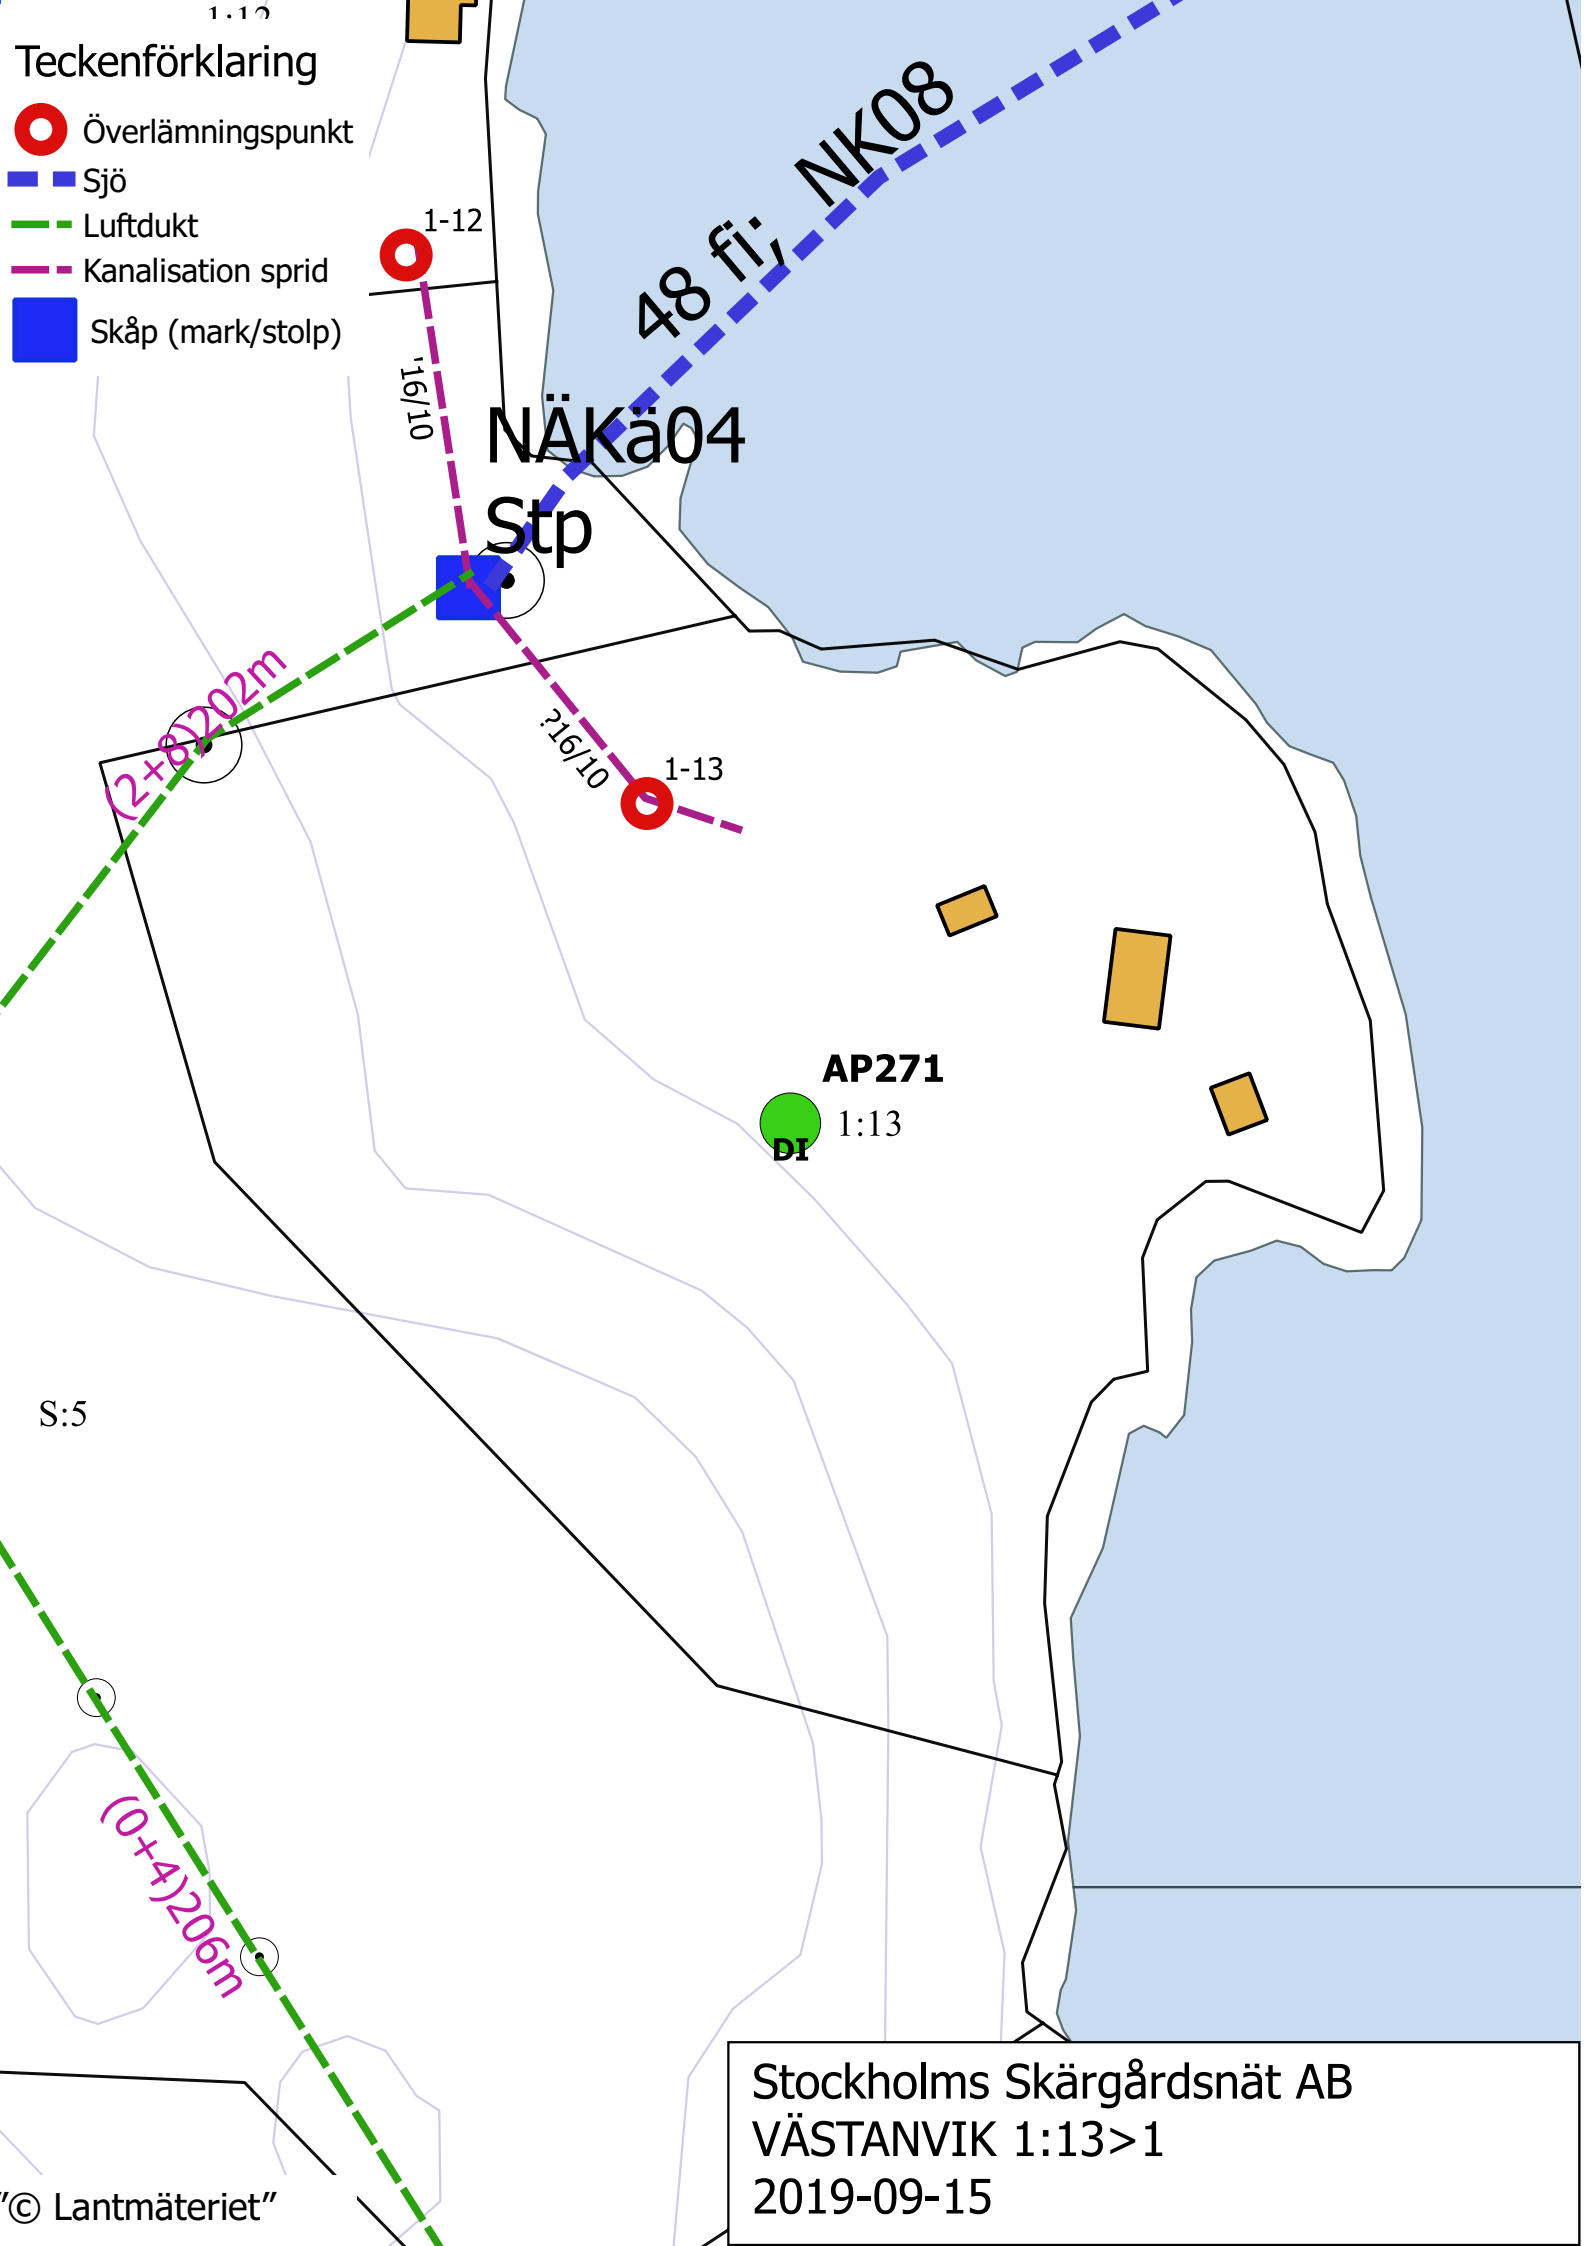 1:12
Teckenförklaring
Överlämningspunkt
Sjö
Luftdukt
Kanalisation sprid
Skåp (mark/stolp)
1-12
'16/10
48 fi; NK08
NÄKä04
Stp
(2+8)202m
?16/10
1-13
AP271
1:13
DI
S:5
(0+4)206m
Stockholms Skärgårdsnät AB
VÄSTANVIK 1:13>1
2019-09-15
"© Lantmäteriet"